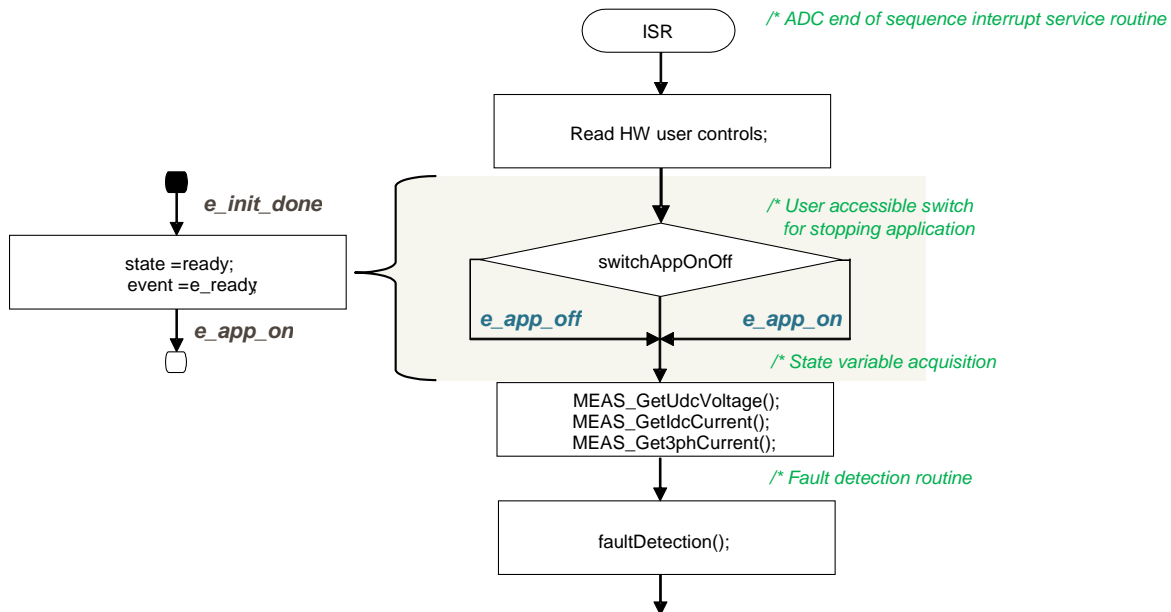 ISR
/* ADC end of sequence interrupt service routine
Read HW user controls;
e_init_done
state =ready;
event =e_ready;
e_app_on
/* User accessible switch
for stopping application
switchAppOnOff
e_app_off
e_app_on
/* State variable acquisition
MEAS_GetUdcVoltage();
MEAS_GetIdcCurrent();
MEAS_Get3phCurrent();
/* Fault detection routine
faultDetection();